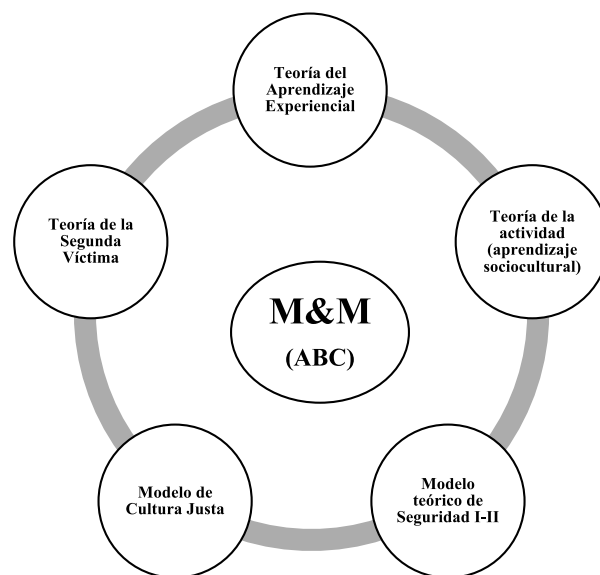 Teoría del
Aprendizaje
Experiencial
Teoría de la
Segunda
Víctima
Teoría de la
actividad
(aprendizaje
sociocultural)
M&M
(ABC)
Modelo de
Cultura Justa
Modelo
teórico de
Seguridad I-II